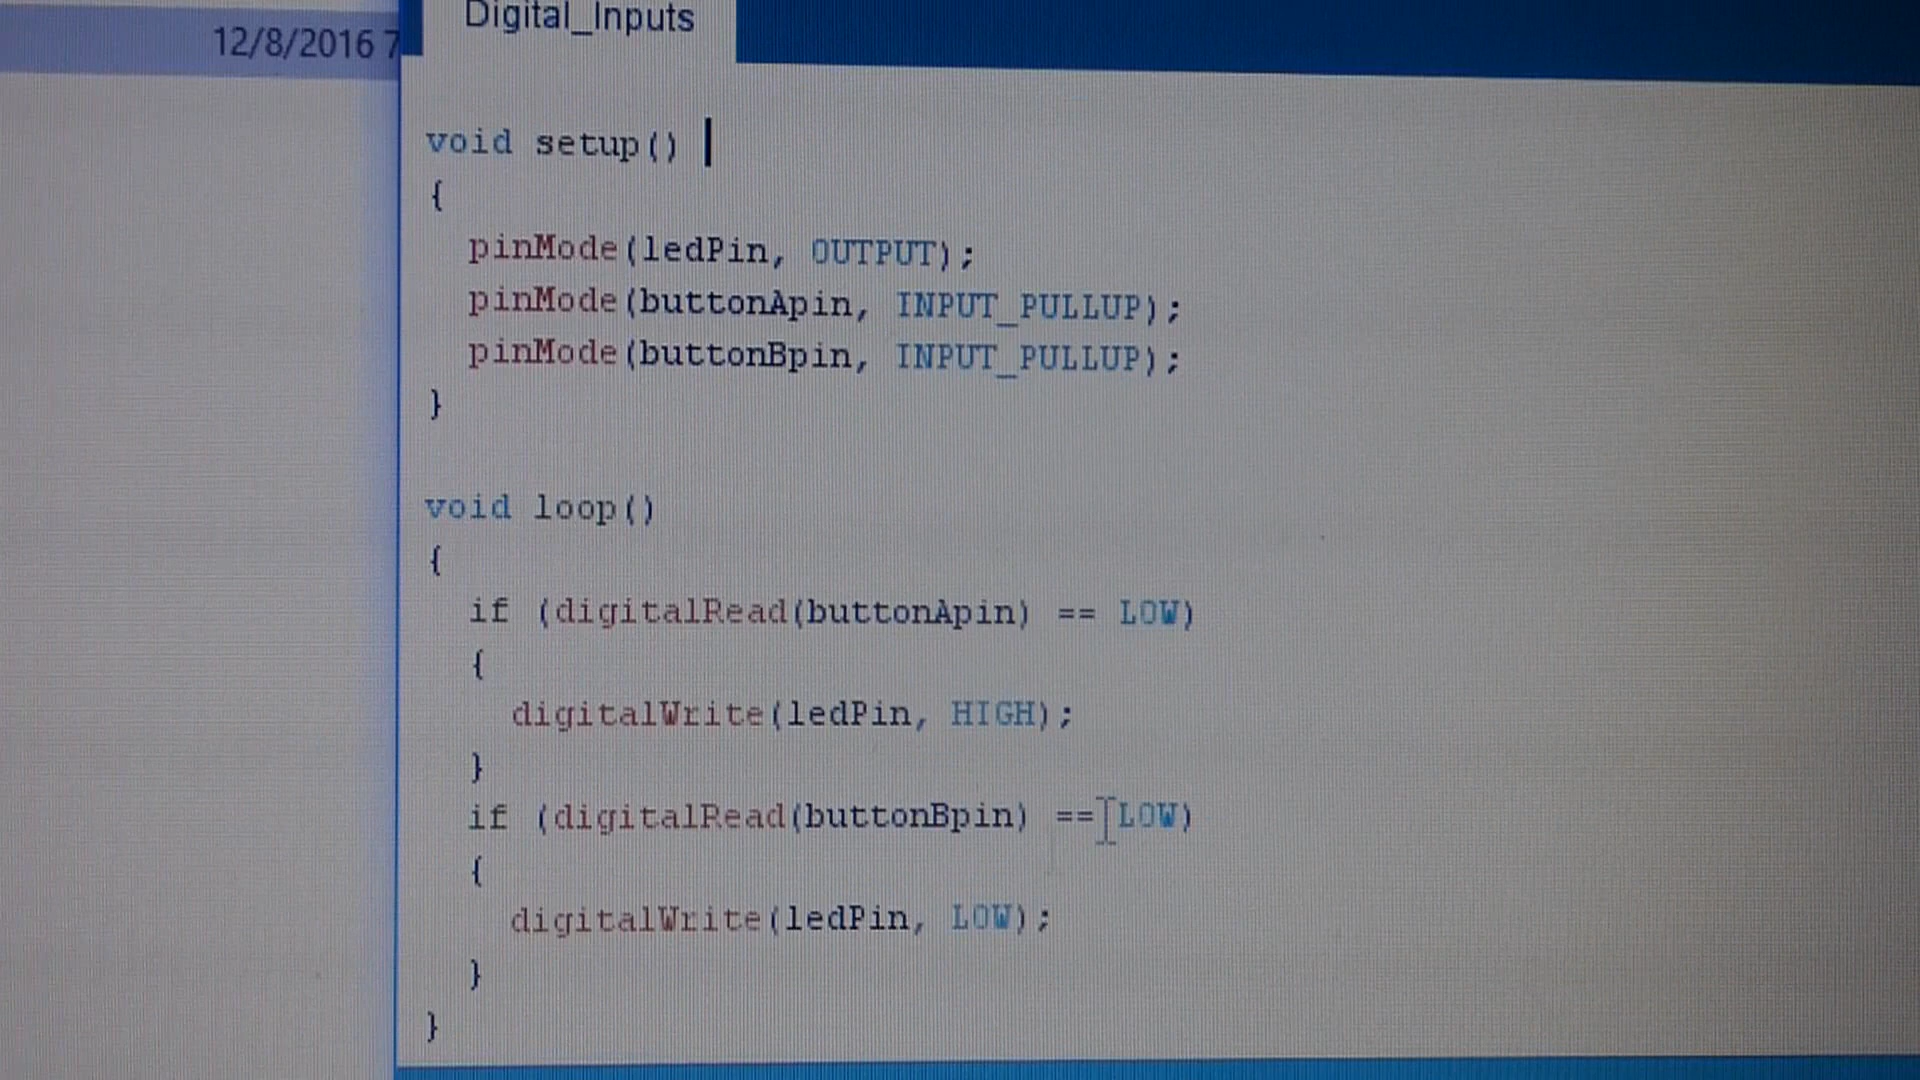 12/8/2016 7
Digital_Inputs
void setup()
{
  pinMode(ledPin, OUTPUT);
  pinMode(buttonApin, INPUT_PULLUP);
  pinMode(buttonBpin, INPUT_PULLUP);
}
void loop()
{
  if (digitalRead(buttonApin) == LOW)
  {
    digitalWrite(ledPin, HIGH);
  }
  if (digitalRead(buttonBpin) == LOW)
  {
    digitalWrite(ledPin, LOW);
  }
}